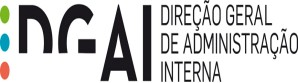 DGAI
DIREÇÃO GERAL
DE ADMINISTRAÇÃO
INTERNA